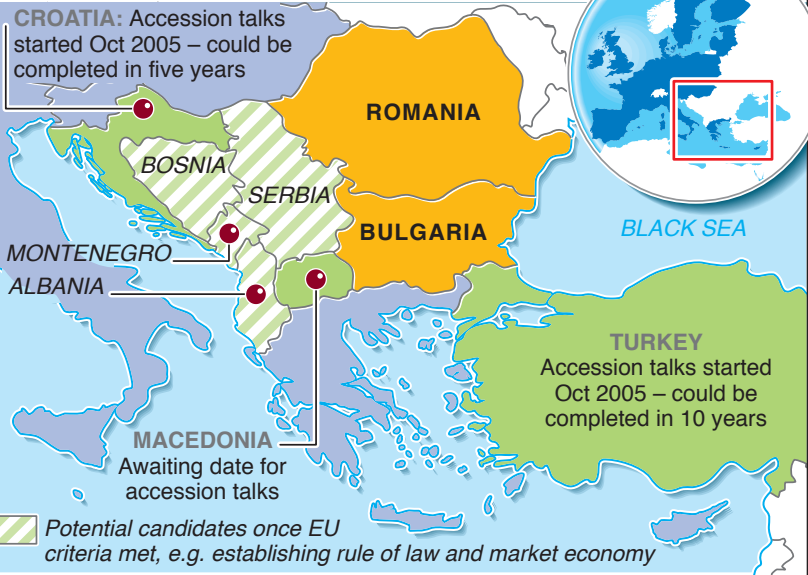 CROATIA: Accession talks
started Oct 2005 – could be
completed in five years
ROMANIA
BOSNIA
SERBIA
BULGARIA
BLACK SEA
MONTENEGRO
ALBANIA
TURKEY
Accession talks started
Oct 2005 – could be
completed in 10 years
MACEDONIA
Awaiting date for
accession talks
Potential candidates once EU
criteria met, e.g. establishing rule of law and market economy